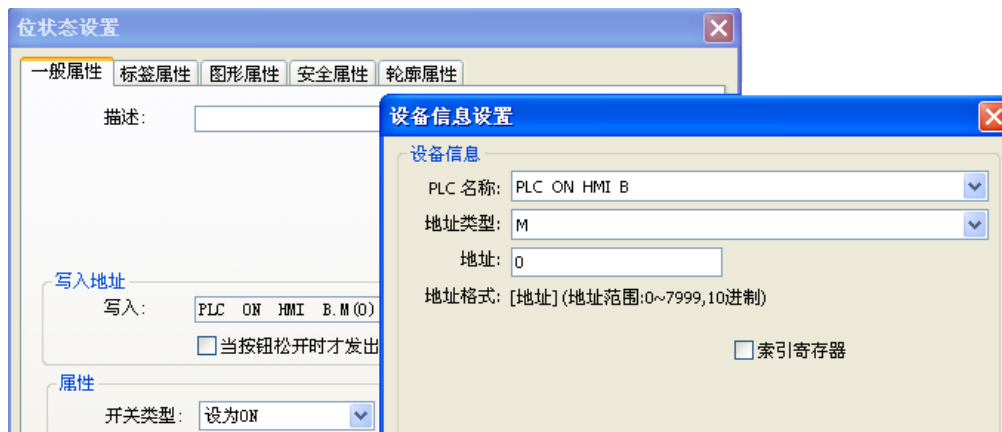 位状态设置
一般属性 标签属性 图形属性 安全属性 轮廓属性
描述:
写入地址
写入: PLC ON HMI B.M(0)
当按钮松开时才发出
属性
开关类型: 设为ON
设备信息设置
设备信息
PLC 名称: PLC ON HMI B
地址类型: M
地址: 0
地址格式: [地址](地址范围:0~7999,10进制)
索引寄存器